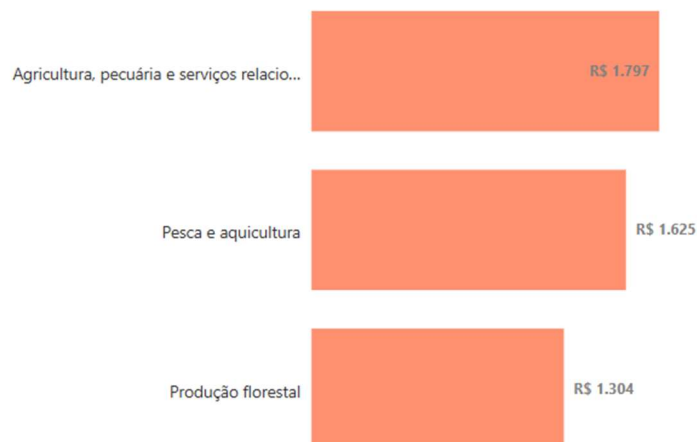 Agricultura, pecuária e serviços relacio...
R$ 1.797
Pesca e aquicultura
R$ 1.625
Produção florestal
R$ 1.304